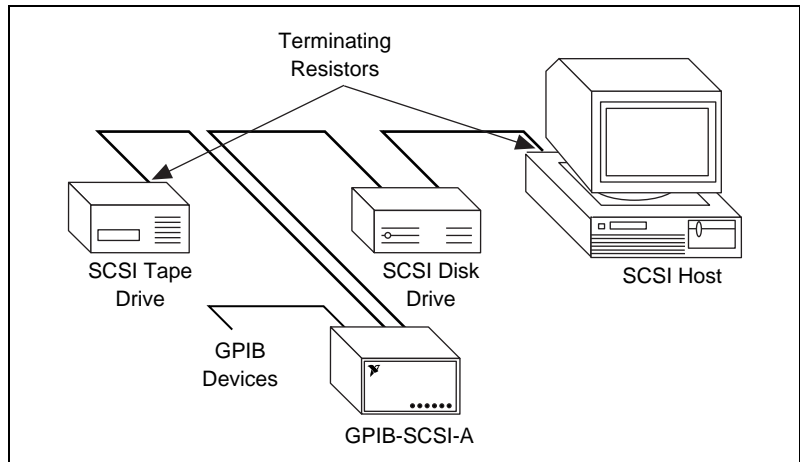 Terminating
Resistors
SCSI Tape
Drive
SCSI Disk
Drive
SCSI Host
GPIB
Devices
GPIB-SCSI-A